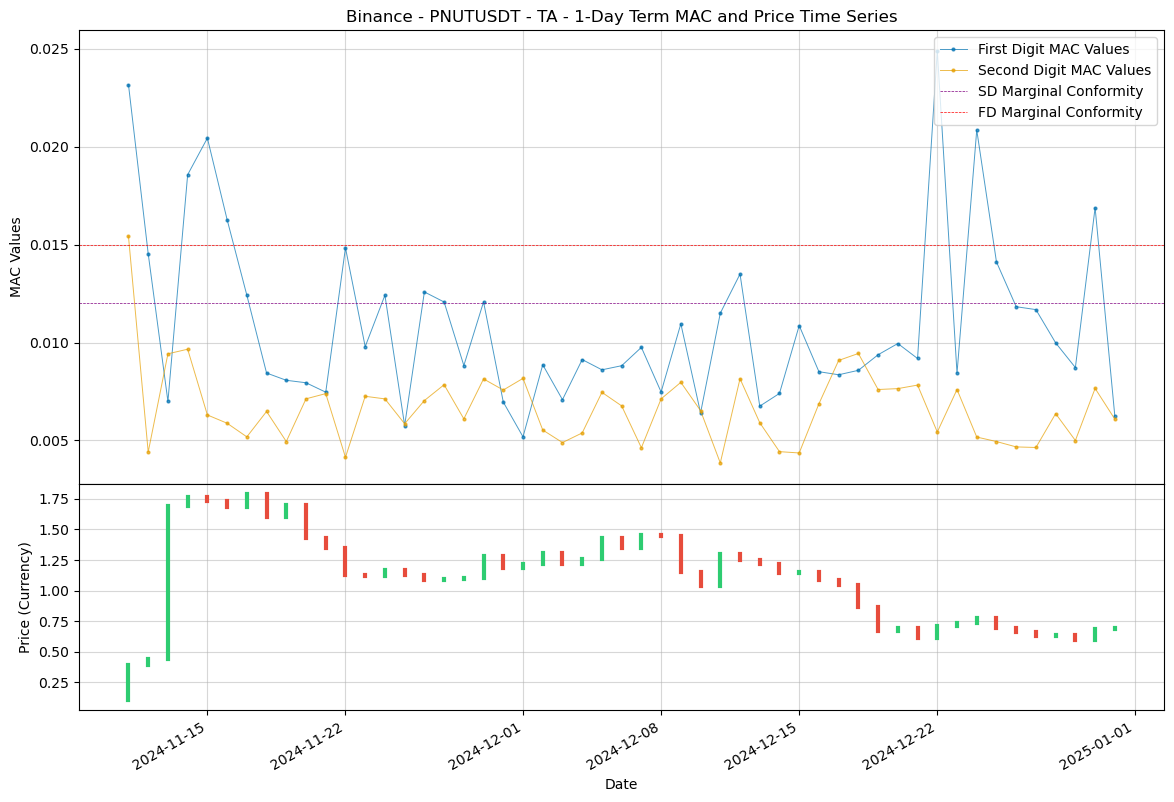 Binance - PNUTUSDT - TA - 1-Day Term MAC and Price Time Series
First Digit MAC Values
Second Digit MAC Values
SD Marginal Conformity
FD Marginal Conformity
MAC Values
0.025
0.020
0.015
0.010
0.005
Price (Currency)
1.75
1.50
1.25
1.00
0.75
0.50
0.25
2024-11-15
2024-11-22
2024-12-01
2024-12-08
2024-12-15
2024-12-22
2025-01-01
Date